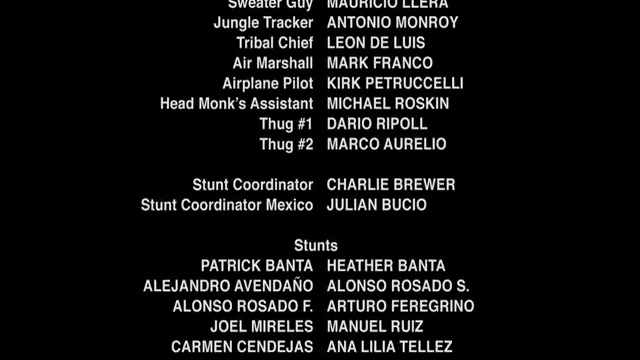 Sweater Guy MAURICIO LLERA
Jungle Tracker ANTONIO MONROY
Tribal Chief LEON DE LUIS
Air Marshall MARK FRANCO
Airplane Pilot KIRK PETRUCCELLI
Head Monk's Assistant MICHAEL ROSKIN
Thug #1 DARIO RIPOLL
Thug #2 MARCO AURELIO
Stunt Coordinator CHARLIE BREWER
Stunt Coordinator Mexico JULIAN BUCIO
Stunts
PATRICK BANTA HEATHER BANTA
ALEJANDRO AVENDAÑO ALONSO ROSADO S.
ALONSO ROSADO F. ARTURO FEREGRINO
JOEL MIRELES MANUEL RUIZ
CARMEN CENDEJAS ANA LILIA TELLEZ